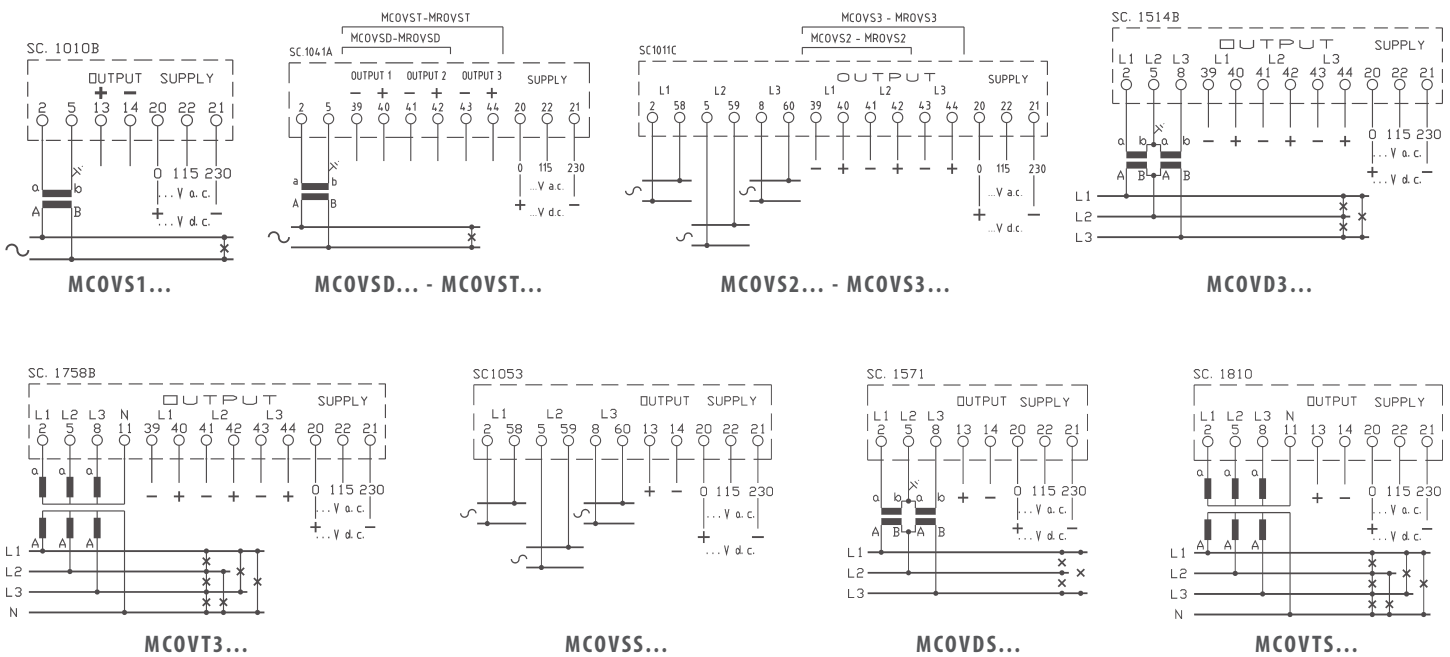 MCOVST-MROVST
MCOVSD-MROVSD
MCOVS3 - MROVS3
MCOVS2 - MROVS2
SC. 1010B
OUTPUT SUPPLY
+ −
2 5 13 14 20 22 21
0 115 230
a b
...V a.c.
A B
+ −
...V d.c.
MCOVS1...
SC.1041A
OUTPUT 1 OUTPUT 2 OUTPUT 3 SUPPLY
− + − + − +
2 5 39 40 41 42 43 44 20 22 21
0 115 230
a b
...V a.c.
A B
+ −
...V d.c.
MCOVSD... - MCOVST...
SC1011C
OUTPUT SUPPLY
L1 L2 L3 L1 L2 L3
2 58 5 59 8 60 39 40 41 42 43 44 20 22 21
− + − + − + 0 115 230
...V a.c.
+ −
...V d.c.
MCOVS2... - MCOVS3...
SC. 1514B
OUTPUT SUPPLY
L1 L2 L3 L1 L2 L3
2 5 8 39 40 41 42 43 44 20 22 21
− + − + − + 0 115 230
a b a b
...V a.c.
A B A B
+ −
...V d.c.
L1
L2
L3
MCOVD3...
SC. 1758B
OUTPUT SUPPLY
L1 L2 L3 N L1 L2 L3
2 5 8 11 39 40 41 42 43 44 20 22 21
a a a
− + − + − + 0 115 230
...V a.c.
+ −
...V d.c.
A A A
L1
L2
L3
N
MCOVT3...
SC1053
OUTPUT SUPPLY
L1 L2 L3
2 58 5 59 8 60 13 14 20 22 21
+ − 0 115 230
...V a.c.
+ −
...V d.c.
MCOVSS...
SC. 1571
OUTPUT SUPPLY
L1 L2 L3
2 5 8 13 14 20 22 21
+ − 0 115 230
a b a b
...V a.c.
A B A B
+ −
...V d.c.
L1
L2
L3
MCOVDS...
SC. 1810
OUTPUT SUPPLY
L1 L2 L3 N
2 5 8 11 13 14 20 22 21
a a a
+ − 0 115 230
...V a.c.
+ −
...V d.c.
A A A
L1
L2
L3
N
MCOVTS...